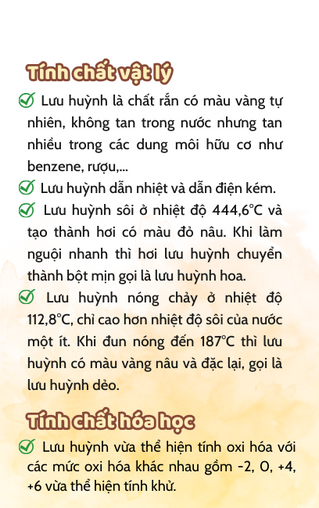 Tính chất vật lý
Lưu huỳnh là chất rắn có màu vàng tự
nhiên, không tan trong nước nhưng tan
nhiều trong các dung môi hữu cơ như
benzene, rượu,...
Lưu huỳnh dẫn nhiệt và dẫn điện kém.
Lưu huỳnh sôi ở nhiệt độ 444,6°C và
tạo thành hơi có màu đỏ nâu. Khi làm
nguội nhanh thì hơi lưu huỳnh chuyển
thành bột mịn gọi là lưu huỳnh hoa.
Lưu huỳnh nóng chảy ở nhiệt độ
112,8°C, chỉ cao hơn nhiệt độ sôi của nước
một ít. Khi đun nóng đến 187°C thì lưu
huỳnh có màu vàng nâu và đặc lại, gọi là
lưu huỳnh dẻo.
Tính chất hóa học
Lưu huỳnh vừa thể hiện tính oxi hóa với
các mức oxi hóa khác nhau gồm -2, 0, +4,
+6 vừa thể hiện tính khử.